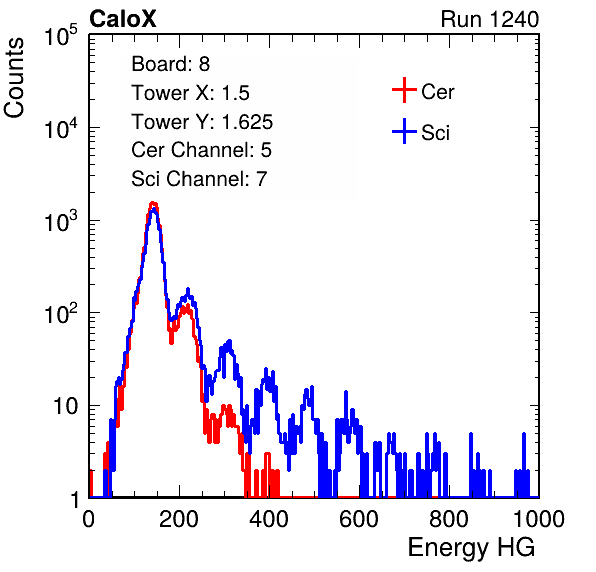 CaloX Run 1240
Counts
10^5
10^4
10^3
10^2
10
1
Board: 8
Tower X: 1.5
Tower Y: 1.625
Cer Channel: 5
Sci Channel: 7
Cer
Sci
0 200 400 600 800 1000
Energy HG